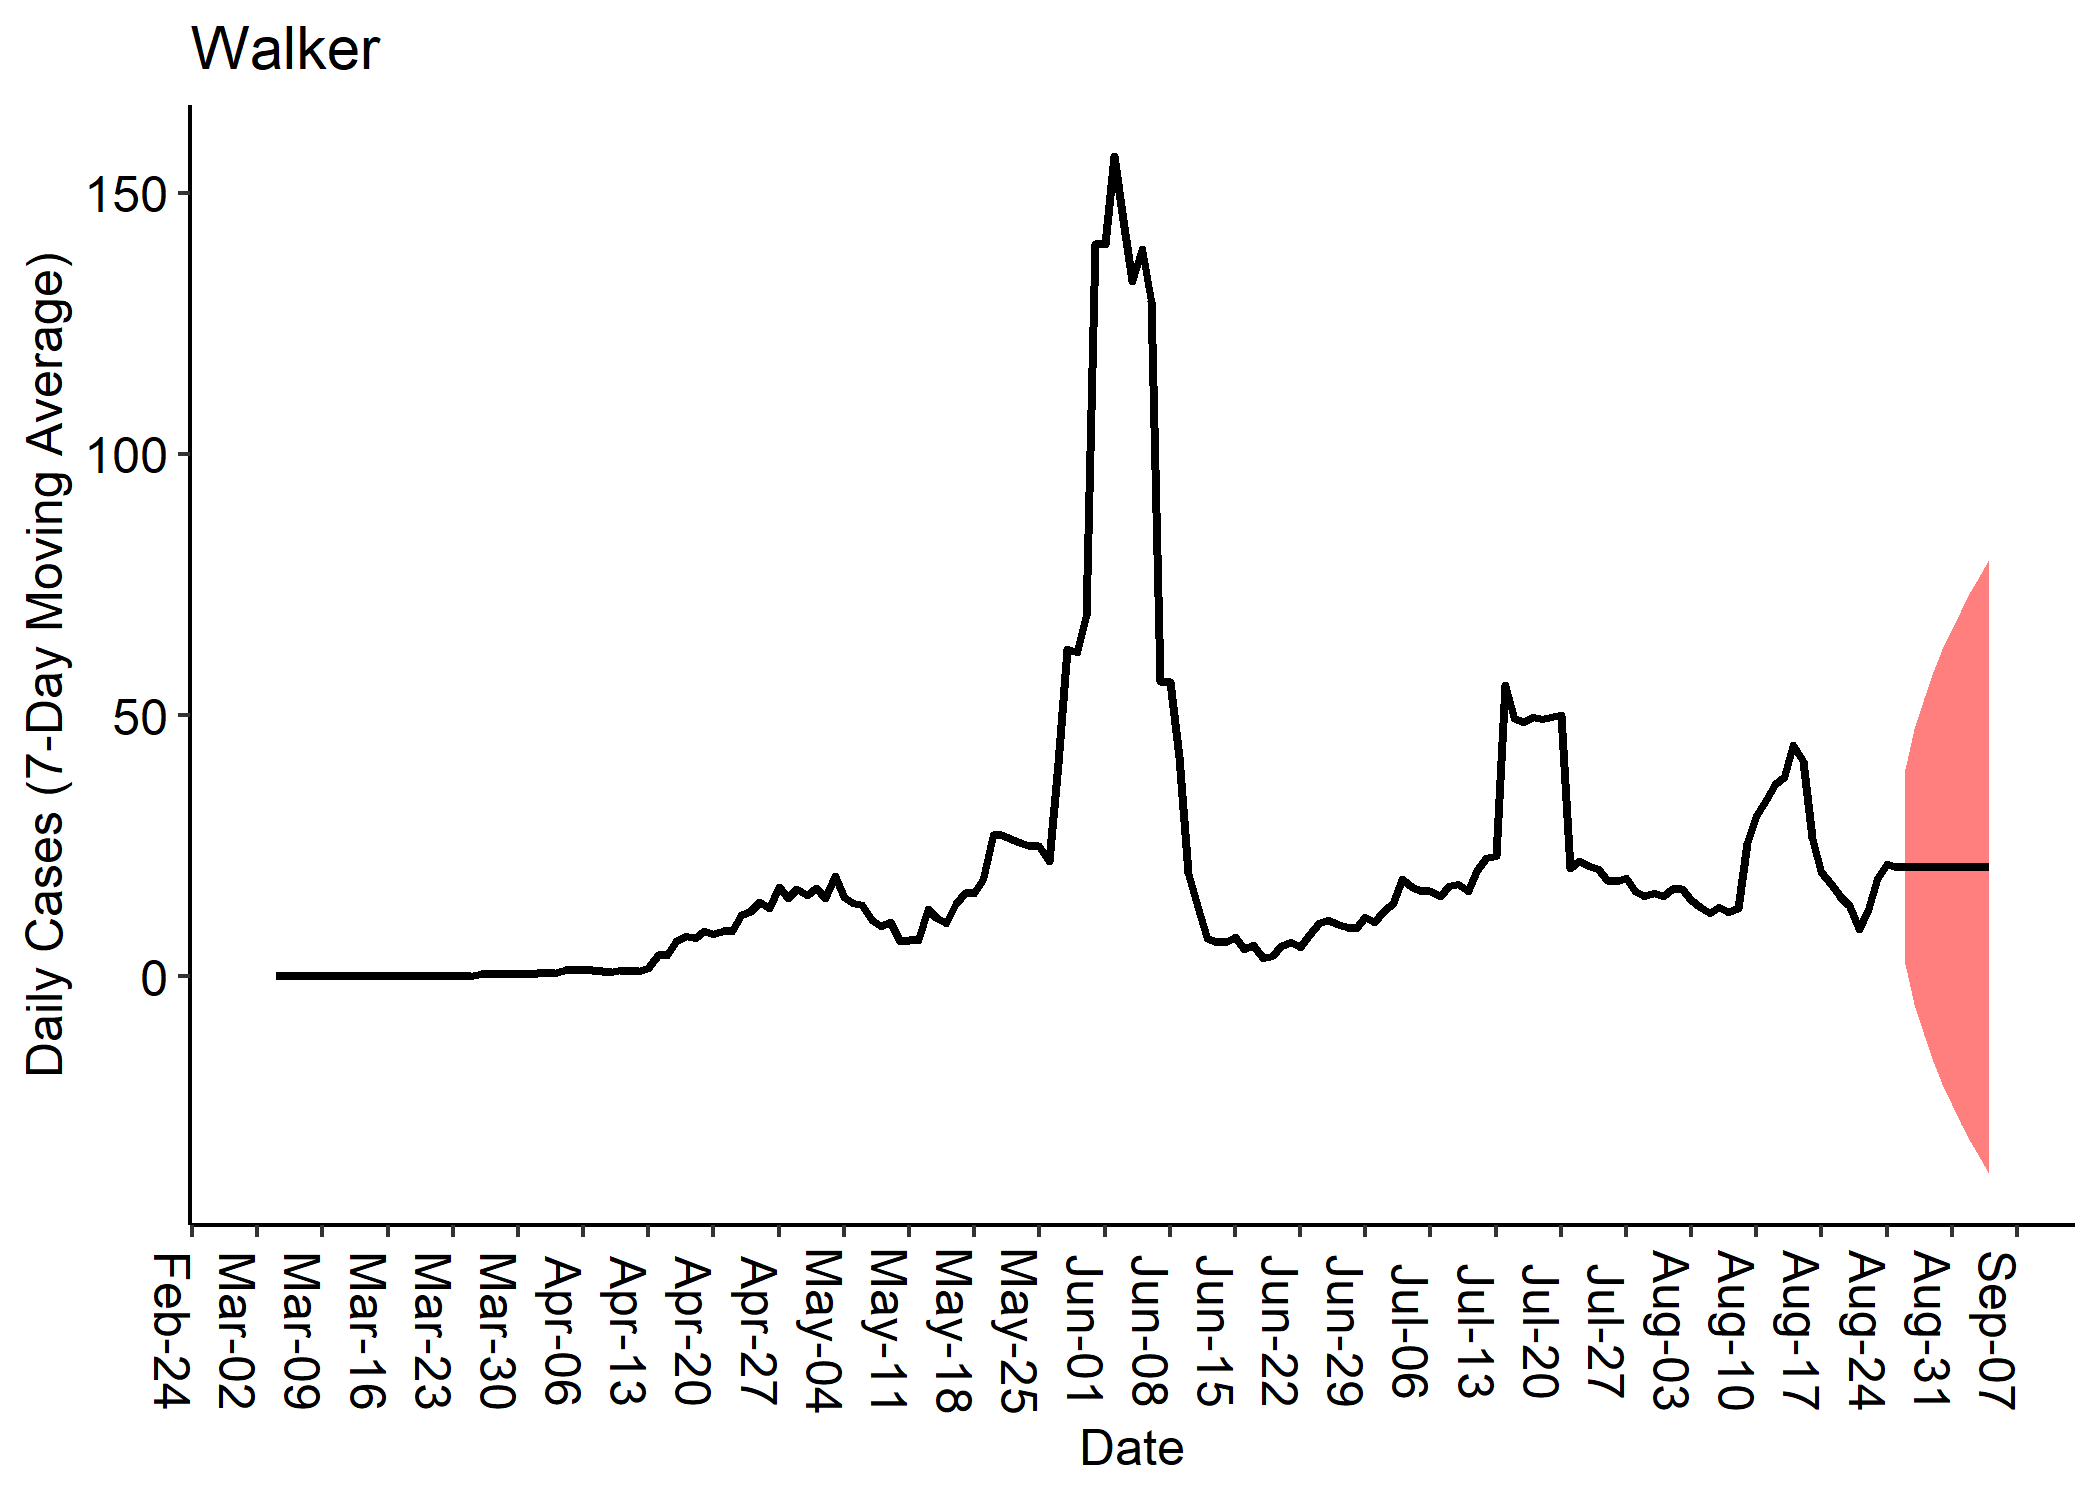 Walker
Daily Cases (7-Day Moving Average)
150
100
50
0
Feb-24
Mar-02
Mar-09
Mar-16
Mar-23
Mar-30
Apr-06
Apr-13
Apr-20
Apr-27
May-04
May-11
May-18
May-25
Jun-01
Jun-08
Jun-15
Jun-22
Jun-29
Jul-06
Jul-13
Jul-20
Jul-27
Aug-03
Aug-10
Aug-17
Aug-24
Aug-31
Sep-07
Date